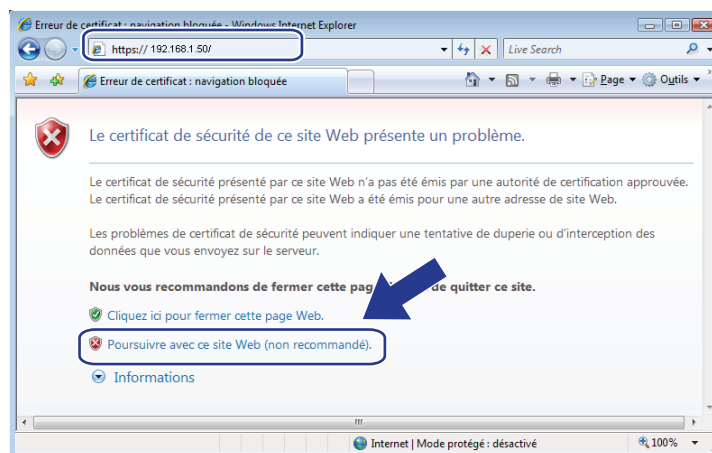 Erreur de certificat : navigation bloquée - Windows Internet Explorer
https:// 192.168.1.50/
Live Search
Erreur de certificat : navigation bloquée
Page
Outils
Le certificat de sécurité de ce site Web présente un problème.
Le certificat de sécurité présenté par ce site Web n'a pas été émis par une autorité de certification approuvée.
Le certificat de sécurité présenté par ce site Web a été émis pour une autre adresse de site Web.
Les problèmes de certificat de sécurité peuvent indiquer une tentative de duperie ou d'interception des
données que vous envoyez sur le serveur.
Nous vous recommandons de fermer cette pag de quitter ce site.
Cliquez ici pour fermer cette page Web.
Poursuivre avec ce site Web (non recommandé).
Informations
Internet | Mode protégé : désactivé
100%